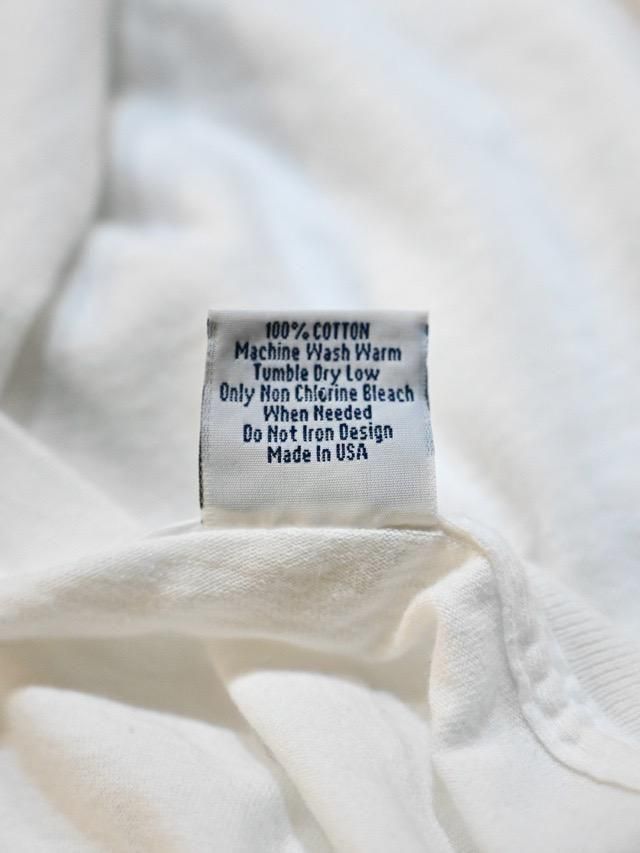 100% COTTON
Machine Wash Warm
Tumble Dry Low
Only Non Chlorine Bleach
When Needed
Do Not Iron Design
Made In USA